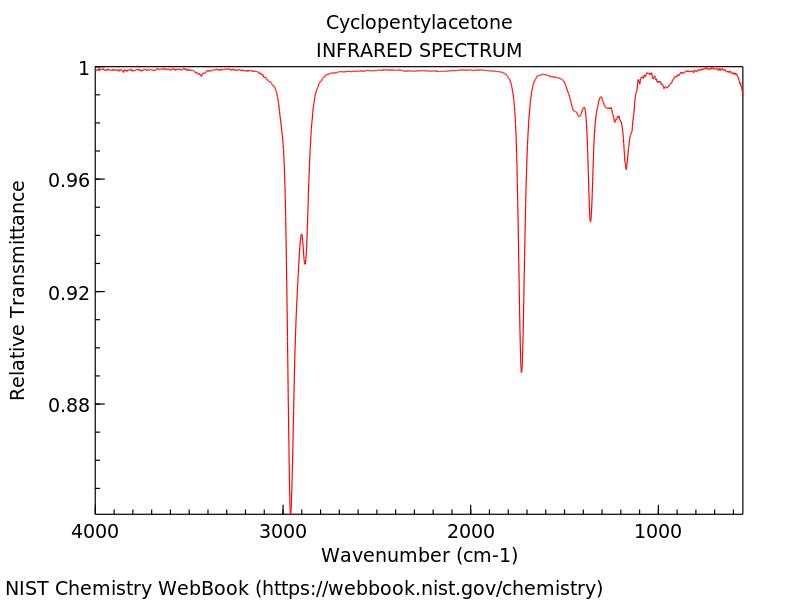 Cyclopentylacetone
INFRARED SPECTRUM
1
0.96
0.92
0.88
Relative Transmittance
4000 3000 2000 1000
Wavenumber (cm-1)
NIST Chemistry WebBook (https://webbook.nist.gov/chemistry)